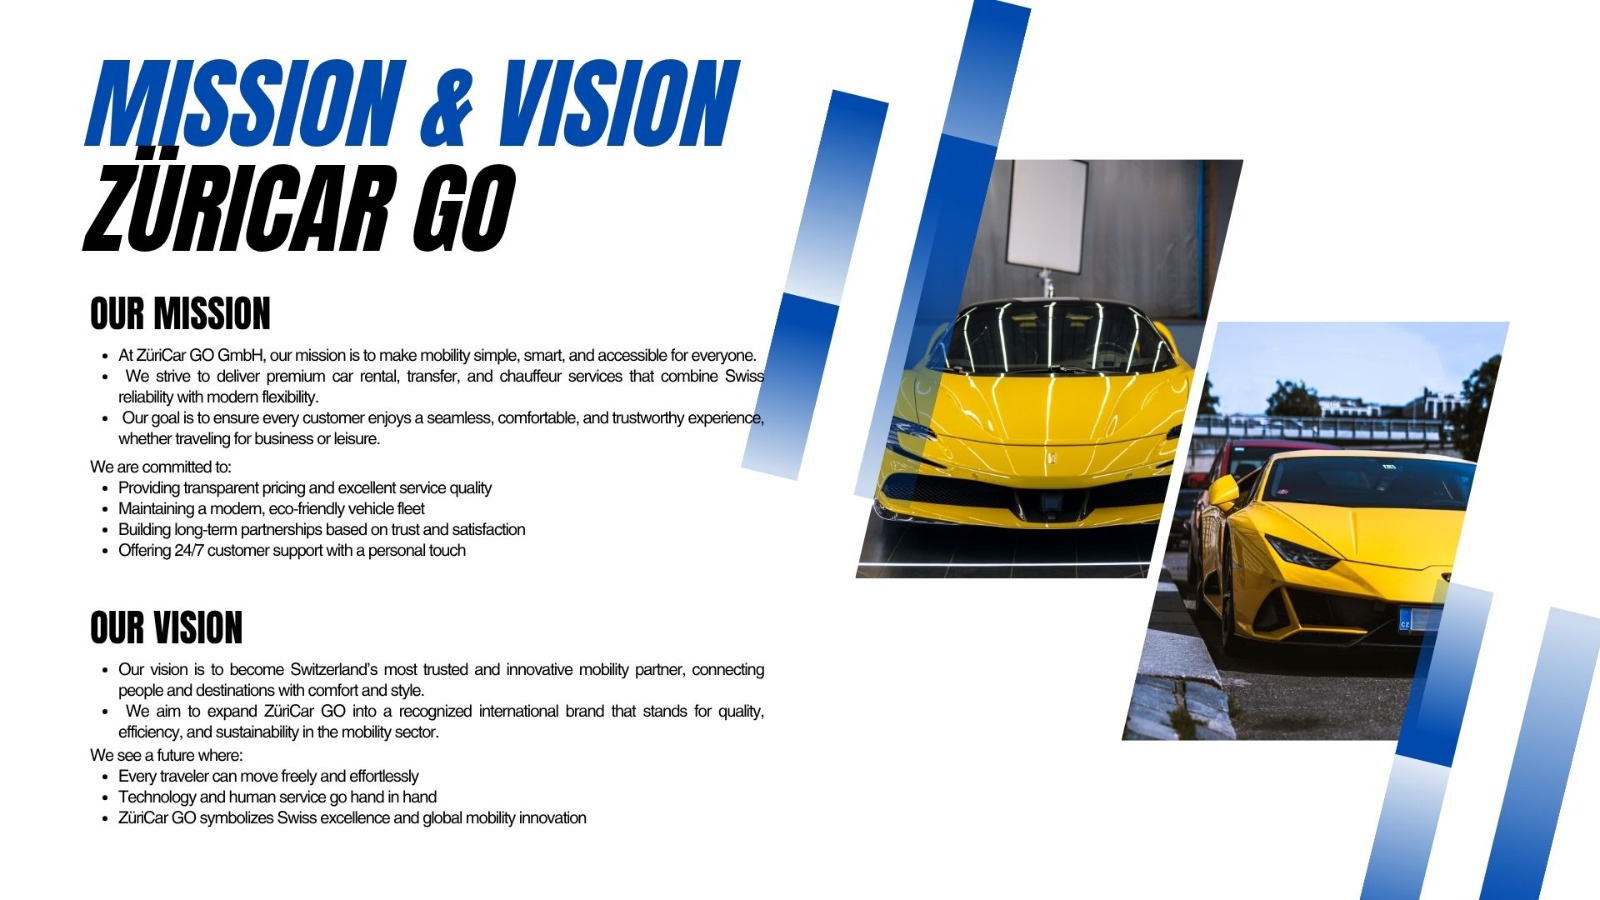 MISSION & VISION
ZÜRICAR GO
OUR MISSION
• At ZüriCar GO GmbH, our mission is to make mobility simple, smart, and accessible for everyone.
• We strive to deliver premium car rental, transfer, and chauffeur services that combine Swiss
reliability with modern flexibility.
• Our goal is to ensure every customer enjoys a seamless, comfortable, and trustworthy experience,
whether traveling for business or leisure.
We are committed to:
• Providing transparent pricing and excellent service quality
• Maintaining a modern, eco-friendly vehicle fleet
• Building long-term partnerships based on trust and satisfaction
• Offering 24/7 customer support with a personal touch
OUR VISION
• Our vision is to become Switzerland’s most trusted and innovative mobility partner, connecting
people and destinations with comfort and style.
• We aim to expand ZüriCar GO into a recognized international brand that stands for quality,
efficiency, and sustainability in the mobility sector.
We see a future where:
• Every traveler can move freely and effortlessly
• Technology and human service go hand in hand
• ZüriCar GO symbolizes Swiss excellence and global mobility innovation
CZ